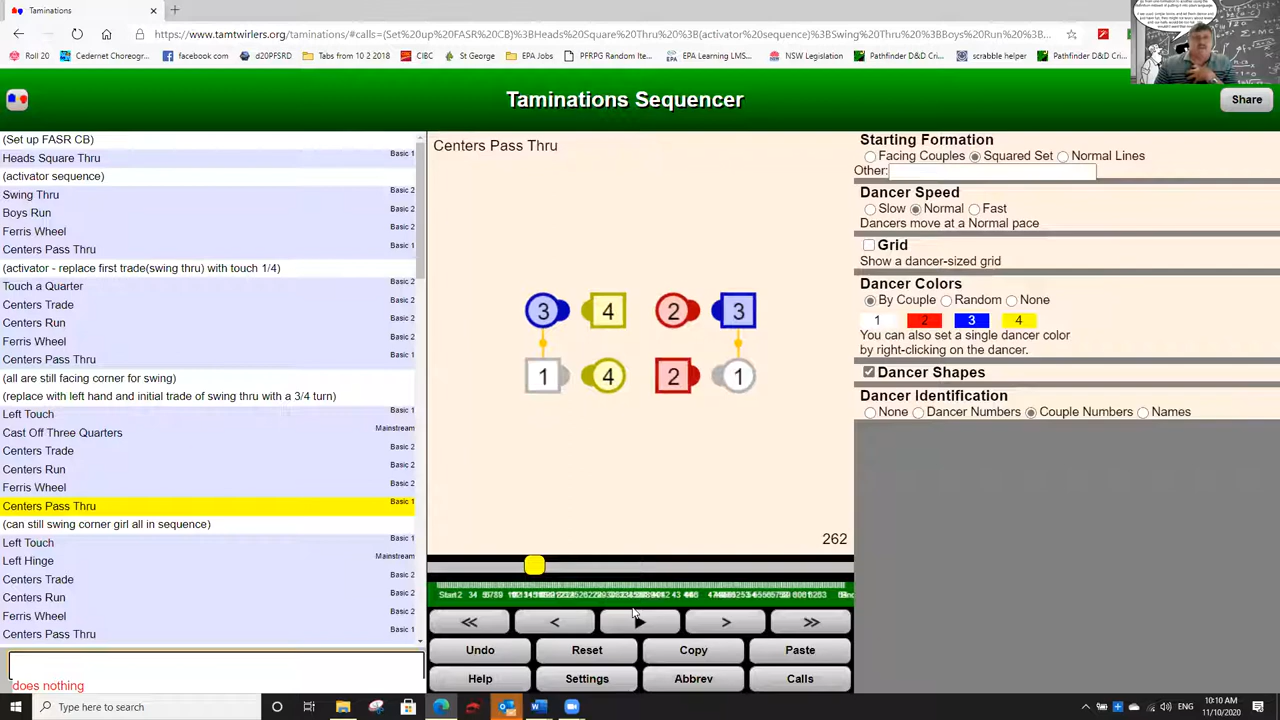 Taminations
https://www.tamtwirlers.org/taminations/#calls=(Set%20up%20
Roll 20
Cedernet Choreogr...
facebook.com
d20PFSRD
Tabs from 10 2 2018
CIBC
St George
EPA Jobs
PFRPG Random Ite...
EPA Learning LMS...
NSW Legislation
Pathfinder D&D Cri...
scrabble helper
Pathfinder D&D Cri...
Taminations Sequencer
Share
(Set up FASR CB)
Heads Square Thru Basic 1
(activator sequence)
Swing Thru Basic 2
Boys Run Basic 2
Ferris Wheel Basic 2
Centers Pass Thru Basic 1
(activator - replace first trade(swing thru) with touch 1/4)
Touch a Quarter Basic 2
Centers Trade Basic 2
Centers Run Basic 2
Ferris Wheel Basic 2
Centers Pass Thru Basic 1
(all are still facing corner for swing)
(replace with left hand and initial trade of swing thru with a 3/4 turn)
Left Touch Basic 1
Cast Off Three Quarters Mainstream
Centers Trade Basic 2
Centers Run Basic 2
Ferris Wheel Basic 2
Centers Pass Thru Basic 1
(can still swing corner girl all in sequence)
Left Touch Basic 1
Left Hinge Mainstream
Centers Trade Basic 2
Centers Run Basic 2
Ferris Wheel Basic 2
Centers Pass Thru Basic 1
does nothing
Centers Pass Thru
3 4 2 3
1 4 2 1
262
<< < > >>
Undo Reset Copy Paste
Help Settings Abbrev Calls
Starting Formation
Facing Couples Squared Set Normal Lines
Other:
Dancer Speed
Slow Normal Fast
Dancers move at a Normal pace
Grid
Show a dancer-sized grid
Dancer Colors
By Couple Random None
1 2 3 4
You can also set a single dancer color
by right-clicking on the dancer.
Dancer Shapes
Dancer Identification
None Dancer Numbers Couple Numbers Names
Type here to search
10:10 AM
11/10/2020